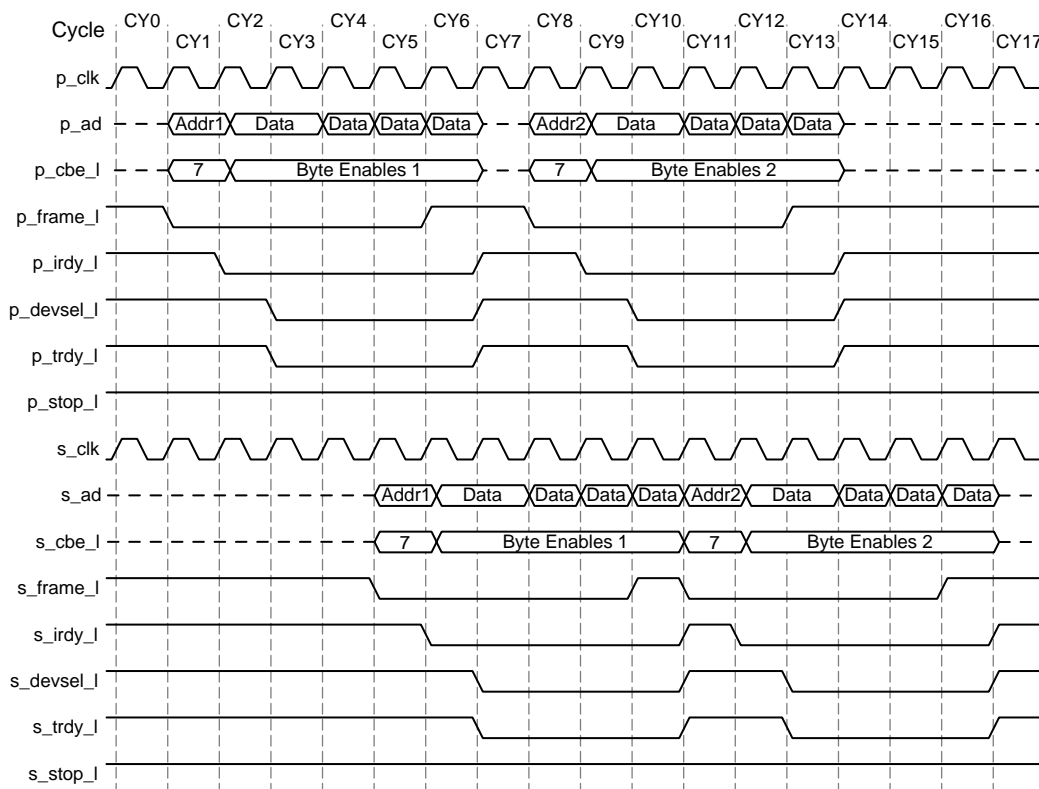 Cycle CY0 CY2 CY4 CY6 CY8 CY10 CY12 CY14 CY16
CY1 CY3 CY5 CY7 CY9 CY11 CY13 CY15 CY17
p_clk
p_ad Addr1 Data Data Data Data Addr2 Data Data Data Data
p_cbe_l 7 Byte Enables 1 7 Byte Enables 2
p_frame_l
p_irdy_l
p_devsel_l
p_trdy_l
p_stop_l
s_clk
s_ad Addr1 Data Data Data Data Addr2 Data Data Data Data
s_cbe_l 7 Byte Enables 1 7 Byte Enables 2
s_frame_l
s_irdy_l
s_devsel_l
s_trdy_l
s_stop_l